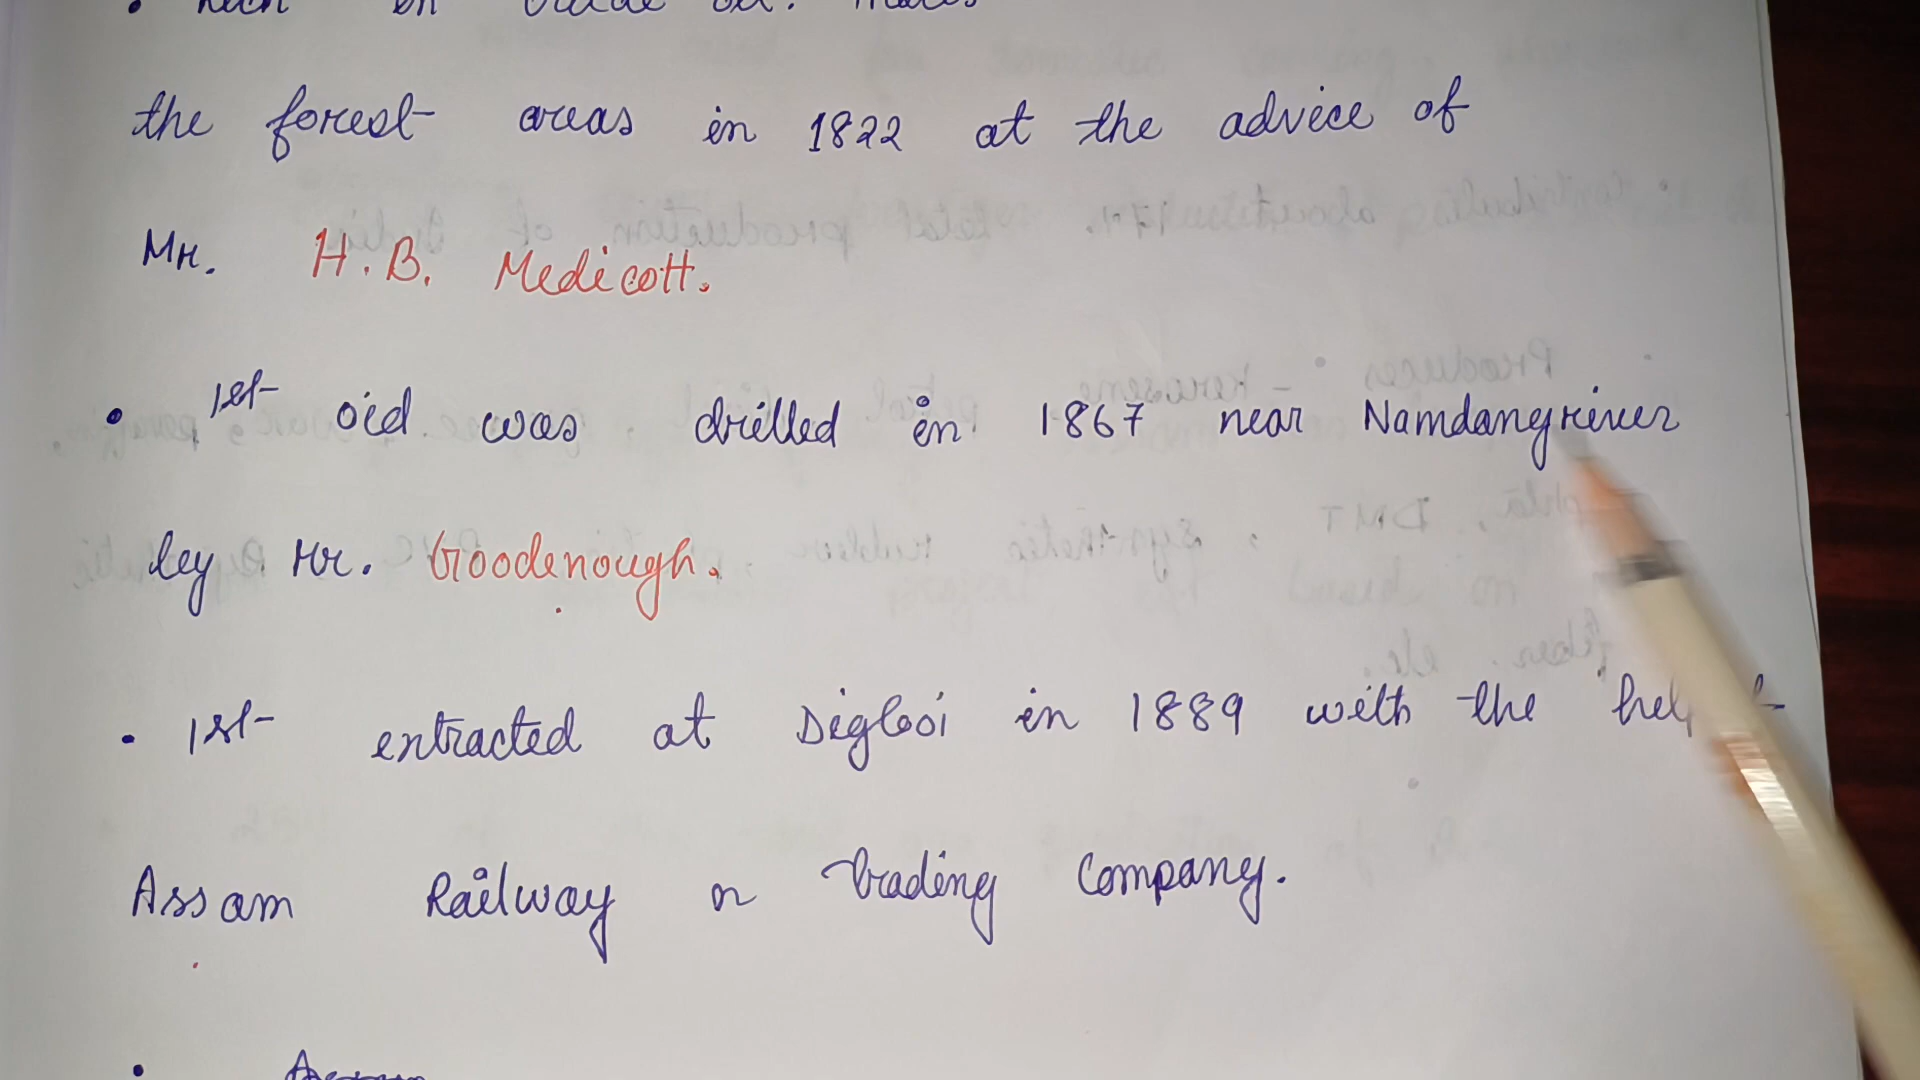 the forest areas in 1822 at the advice of
Mr. H.B. Medicott.
• 1st oil was drilled in 1867 near Namdang river
by Mr. Goodenough.
• 1st extracted at Digboi in 1889 with the help
Assam Railway or trading Company.